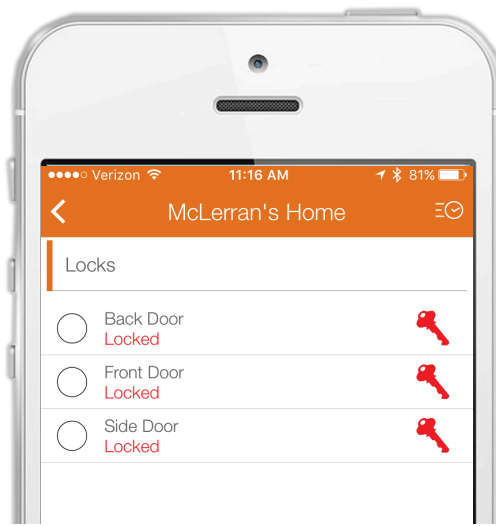 Verizon 11:16 AM 81%
McLerran's Home
Locks
Back Door
Locked
Front Door
Locked
Side Door
Locked